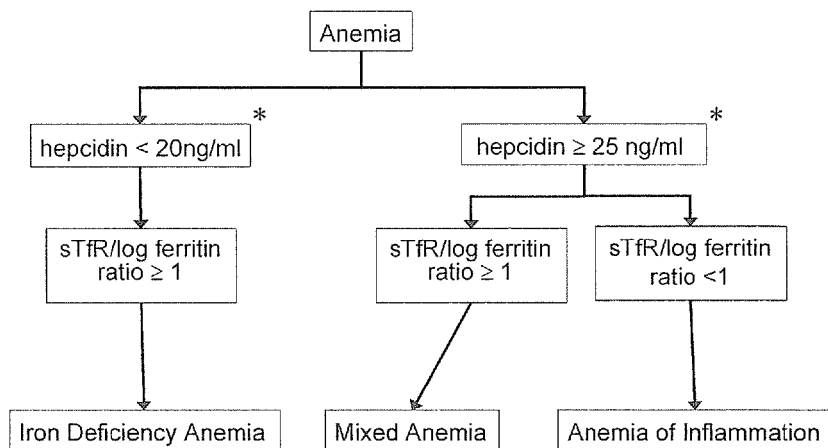 Anemia
hepcidin < 20ng/ml *
hepcidin ≥ 25 ng/ml *
sTfR/log ferritin
ratio ≥ 1
sTfR/log ferritin
ratio ≥ 1
sTfR/log ferritin
ratio <1
Iron Deficiency Anemia
Mixed Anemia
Anemia of Inflammation